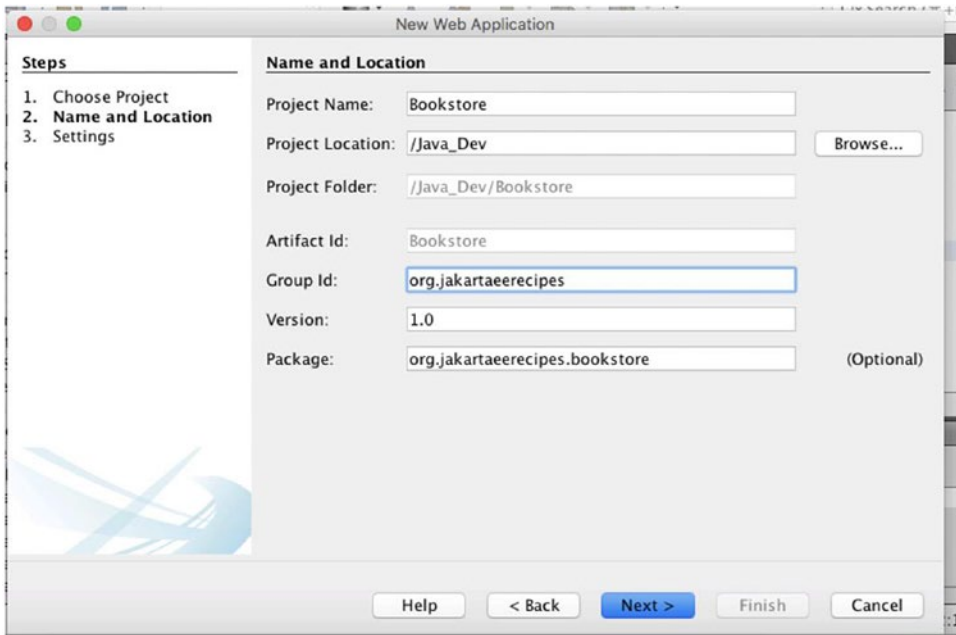 New Web Application
Steps
1. Choose Project
2. Name and Location
3. Settings
Name and Location
Project Name: Bookstore
Project Location: /Java_Dev Browse...
Project Folder: /Java_Dev/Bookstore
Artifact Id: Bookstore
Group Id: org.jakartaeerecipes
Version: 1.0
Package: org.jakartaeerecipes.bookstore (Optional)
Help < Back Next > Finish Cancel